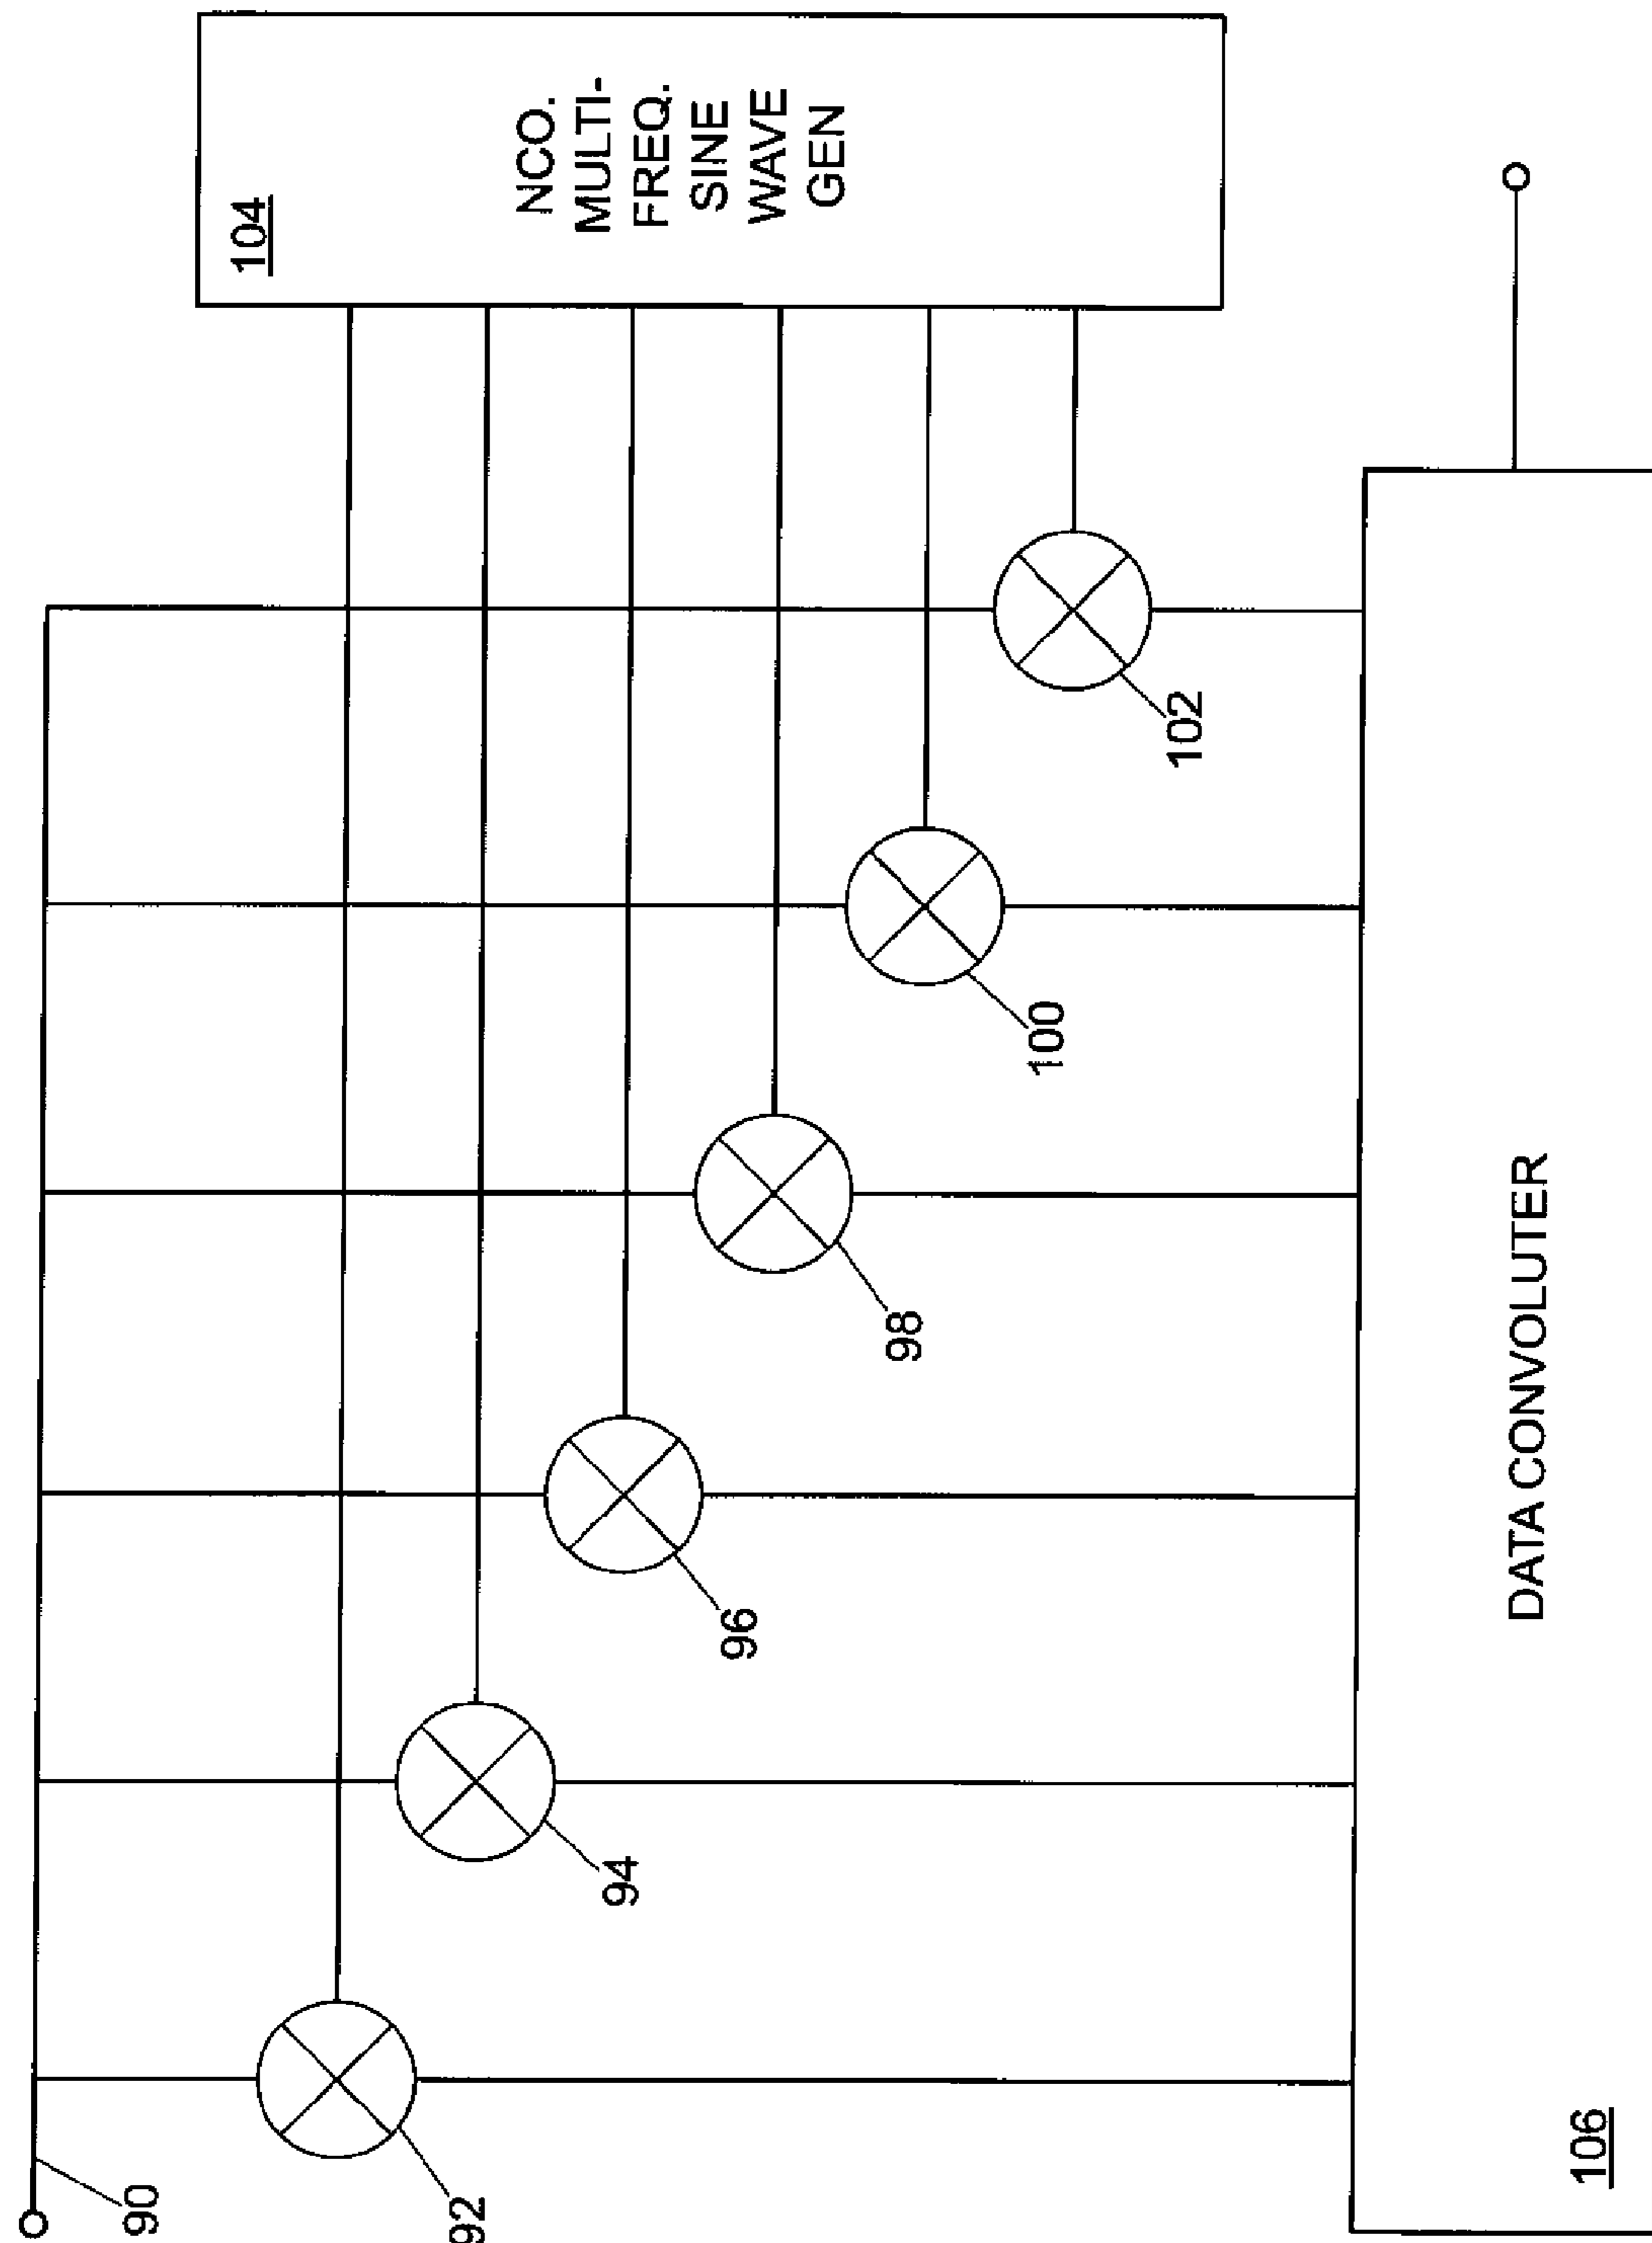 90
92
94
96
98
100
102
104
NCO.
MULTI-
FREQ.
SINE
WAVE
GEN
DATA CONVOLUTER
106